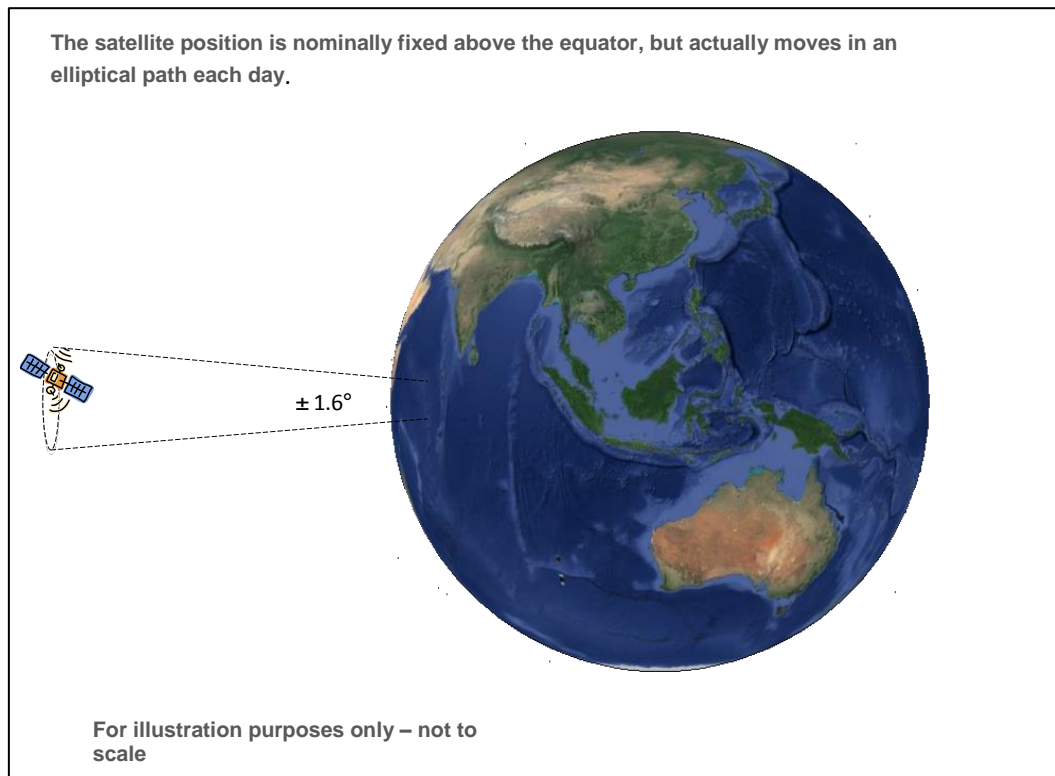 The satellite position is nominally fixed above the equator, but actually moves in an
elliptical path each day.
± 1.6°
For illustration purposes only – not to
scale